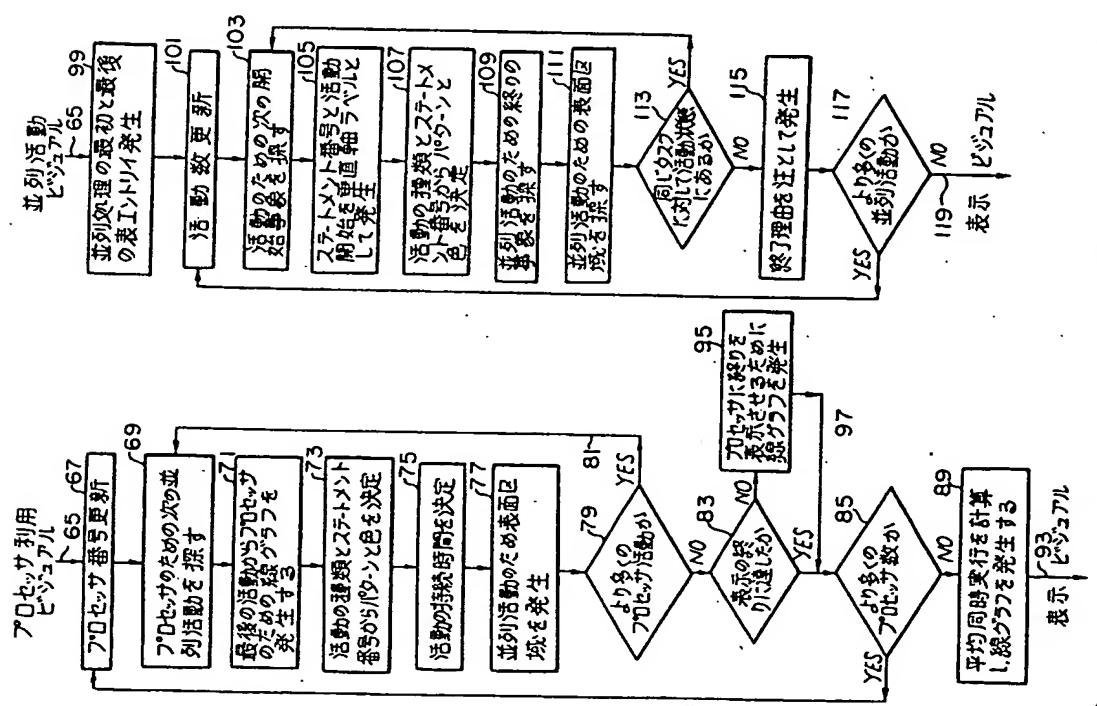 プロセッサ利用
ビジュアル
65
プロセッサ番号更新
67
69
プロセッサのための次の並
列活動を探す
71
最後の活動からプロセッサ
のための線グラフを
発生する
73
活動の種類とステートメント
番号からパターンと色を決定
75
活動の持続時間を決定
77
並列活動のため表面区
域を発生
79
より多くの
プロセッサ活動か
YES
81
NO
83
表示の終
りに達したか
NO
YES
95
プロセッサに終りを
表示させるために
線グラフを発生
97
85
より多くの
プロセッサ数か
YES
NO
89
平均同時実行を計算
し、線グラフを発生する
93
表示
ビジュアル
並列活動
ビジュアル
65
99
並列処理の最初と最後
の表エントリイ発生
101
活動数更新
103
活動のための次の開
始事象を探す
105
ステートメント番号と活動
開始を垂直軸ラベルと
して発生
107
活動の種類とステートメ
ント番号からパターンと
色を決定
109
並列活動のための終りの
事象を探す
111
並列活動のための表面区
域を探す
113
同じタスク
に対して活動状態
にあるか
YES
NO
115
終了理由を注として発生
117
より多くの
並列活動か
YES
NO
119
表示
ビジュアル